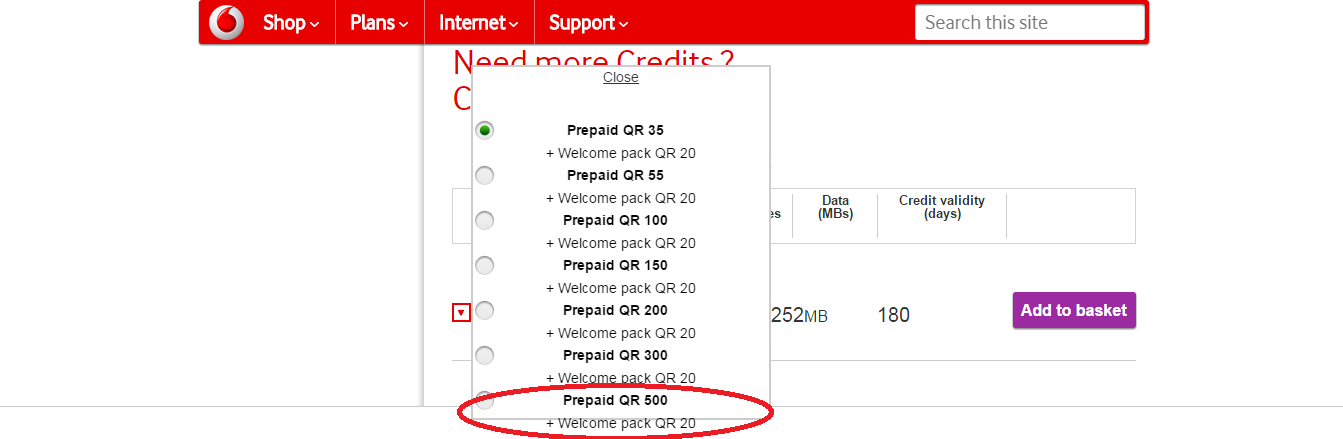 Shop Plans Internet Support Search this site
Need more Credits ?
C
Close
Prepaid QR 35
+ Welcome pack QR 20
Prepaid QR 55
+ Welcome pack QR 20
Prepaid QR 100
+ Welcome pack QR 20
Prepaid QR 150
+ Welcome pack QR 20
Prepaid QR 200
+ Welcome pack QR 20
Prepaid QR 300
+ Welcome pack QR 20
Prepaid QR 500
+ Welcome pack QR 20
es
Data
(MBs)
Credit validity
(days)
252MB
180
Add to basket